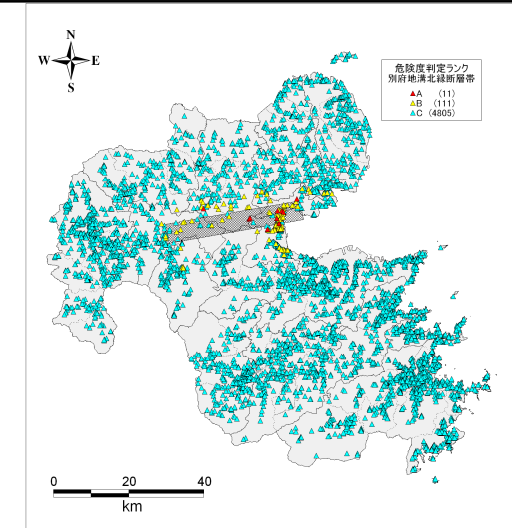 N
W E
S
危険度判定ランク
別府地溝北縁断層帯
▲A (11)
▲B (111)
▲C (4805)
0 20 40
km